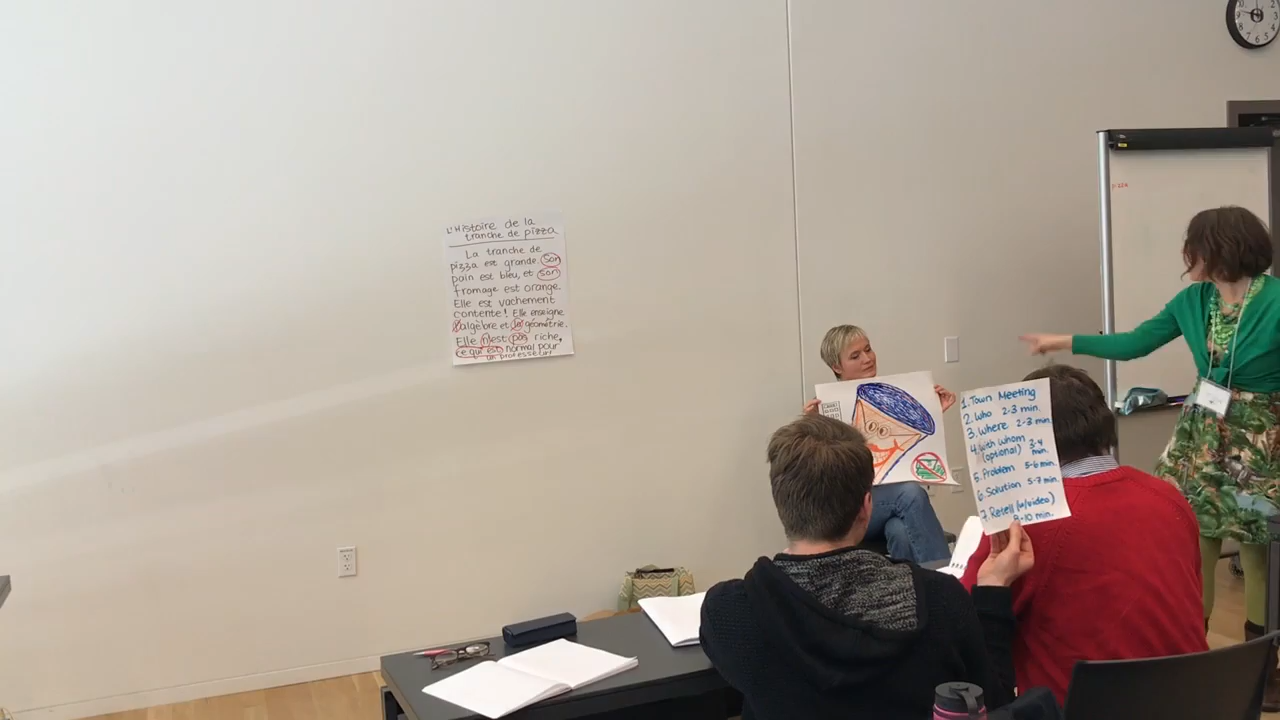 L'Histoire de la
tranche de pizza
La tranche de
pizza est grande. Son
pain est bleu, et son
fromage est orange.
Elle est vachement
contente! Elle enseigne
l'algèbre et la géométrie.
Elle n'est pas riche,
ce qui est normal pour
un professeur!
1. Town Meeting
2. Who 2-3 min.
3. Where 2-3 min.
4. With whom
(optional) 3-4 min.
5. Problem 5-6 min.
6. Solution 5-7 min.
7. Retell (w/video)
8-10 min.
pizza